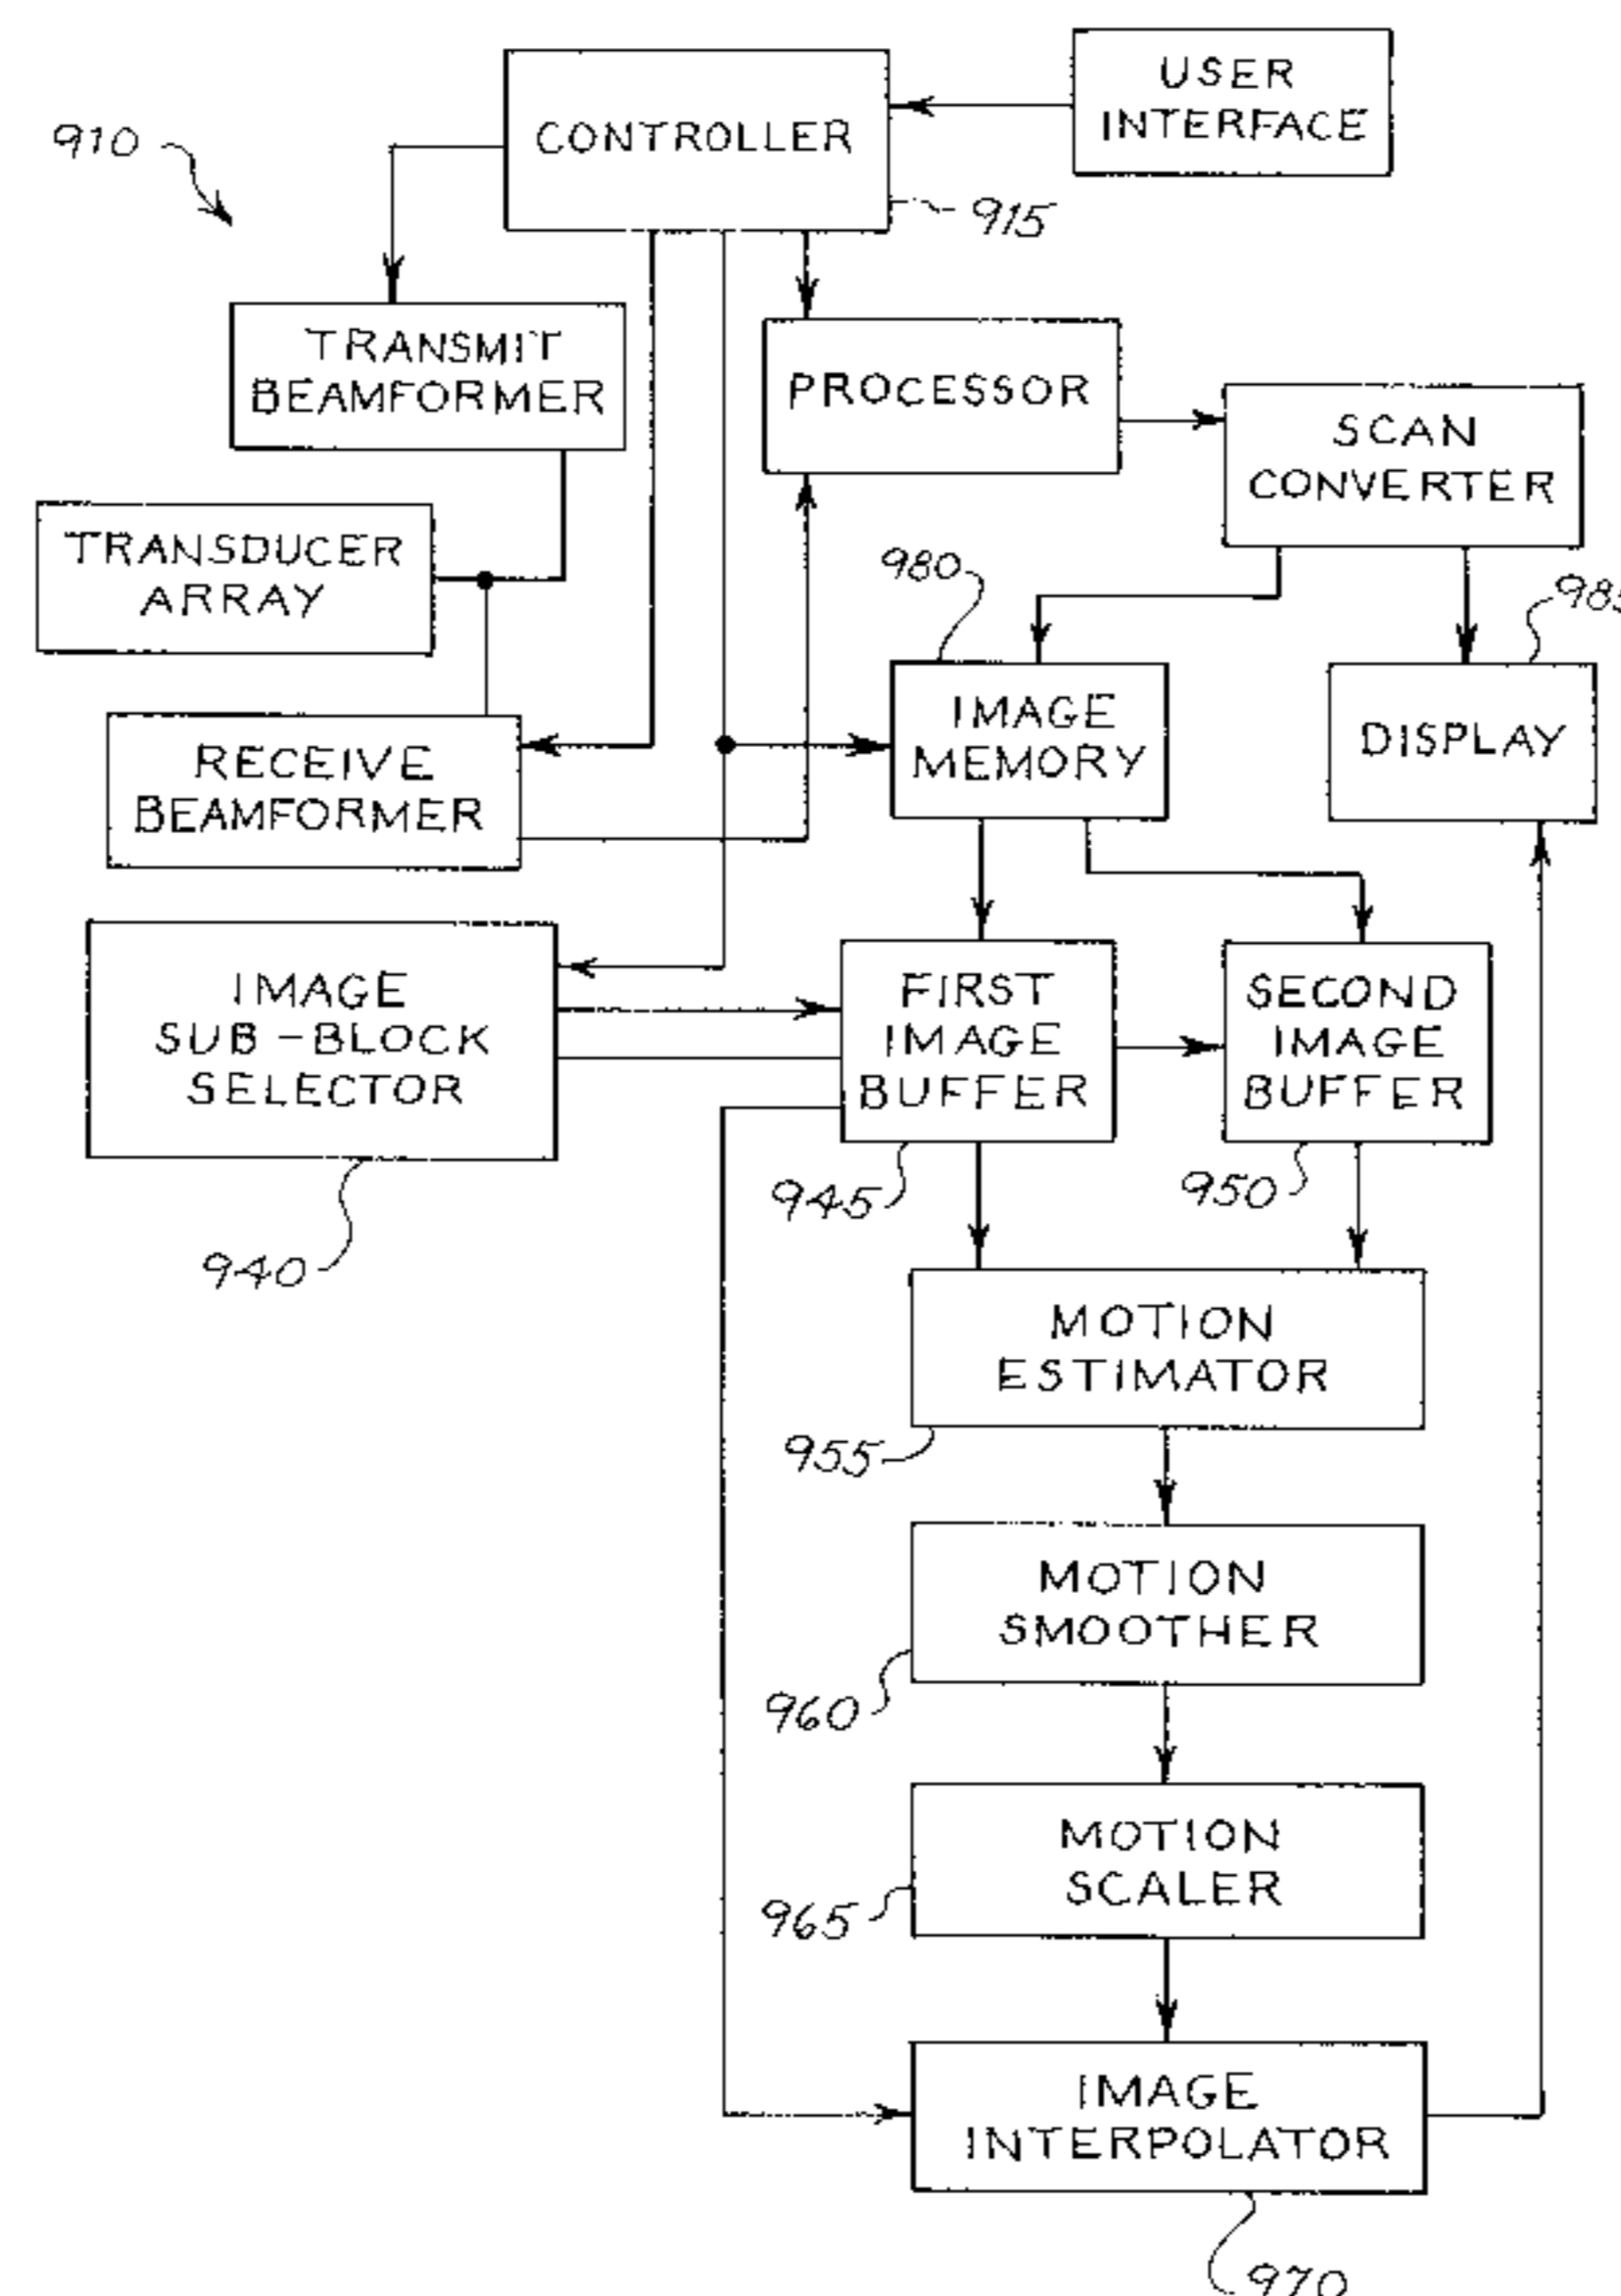 USER
INTERFACE
CONTROLLER
910
915
TRANSMIT
BEAMFORMER
PROCESSOR
SCAN
CONVERTER
TRANSDUCER
ARRAY
980
985
IMAGE
MEMORY
DISPLAY
RECEIVE
BEAMFORMER
IMAGE
SUB-BLOCK
SELECTOR
FIRST
IMAGE
BUFFER
SECOND
IMAGE
BUFFER
945
950
940
MOTION
ESTIMATOR
955
MOTION
SMOOTHER
960
MOTION
SCALER
965
IMAGE
INTERPOLATOR
970